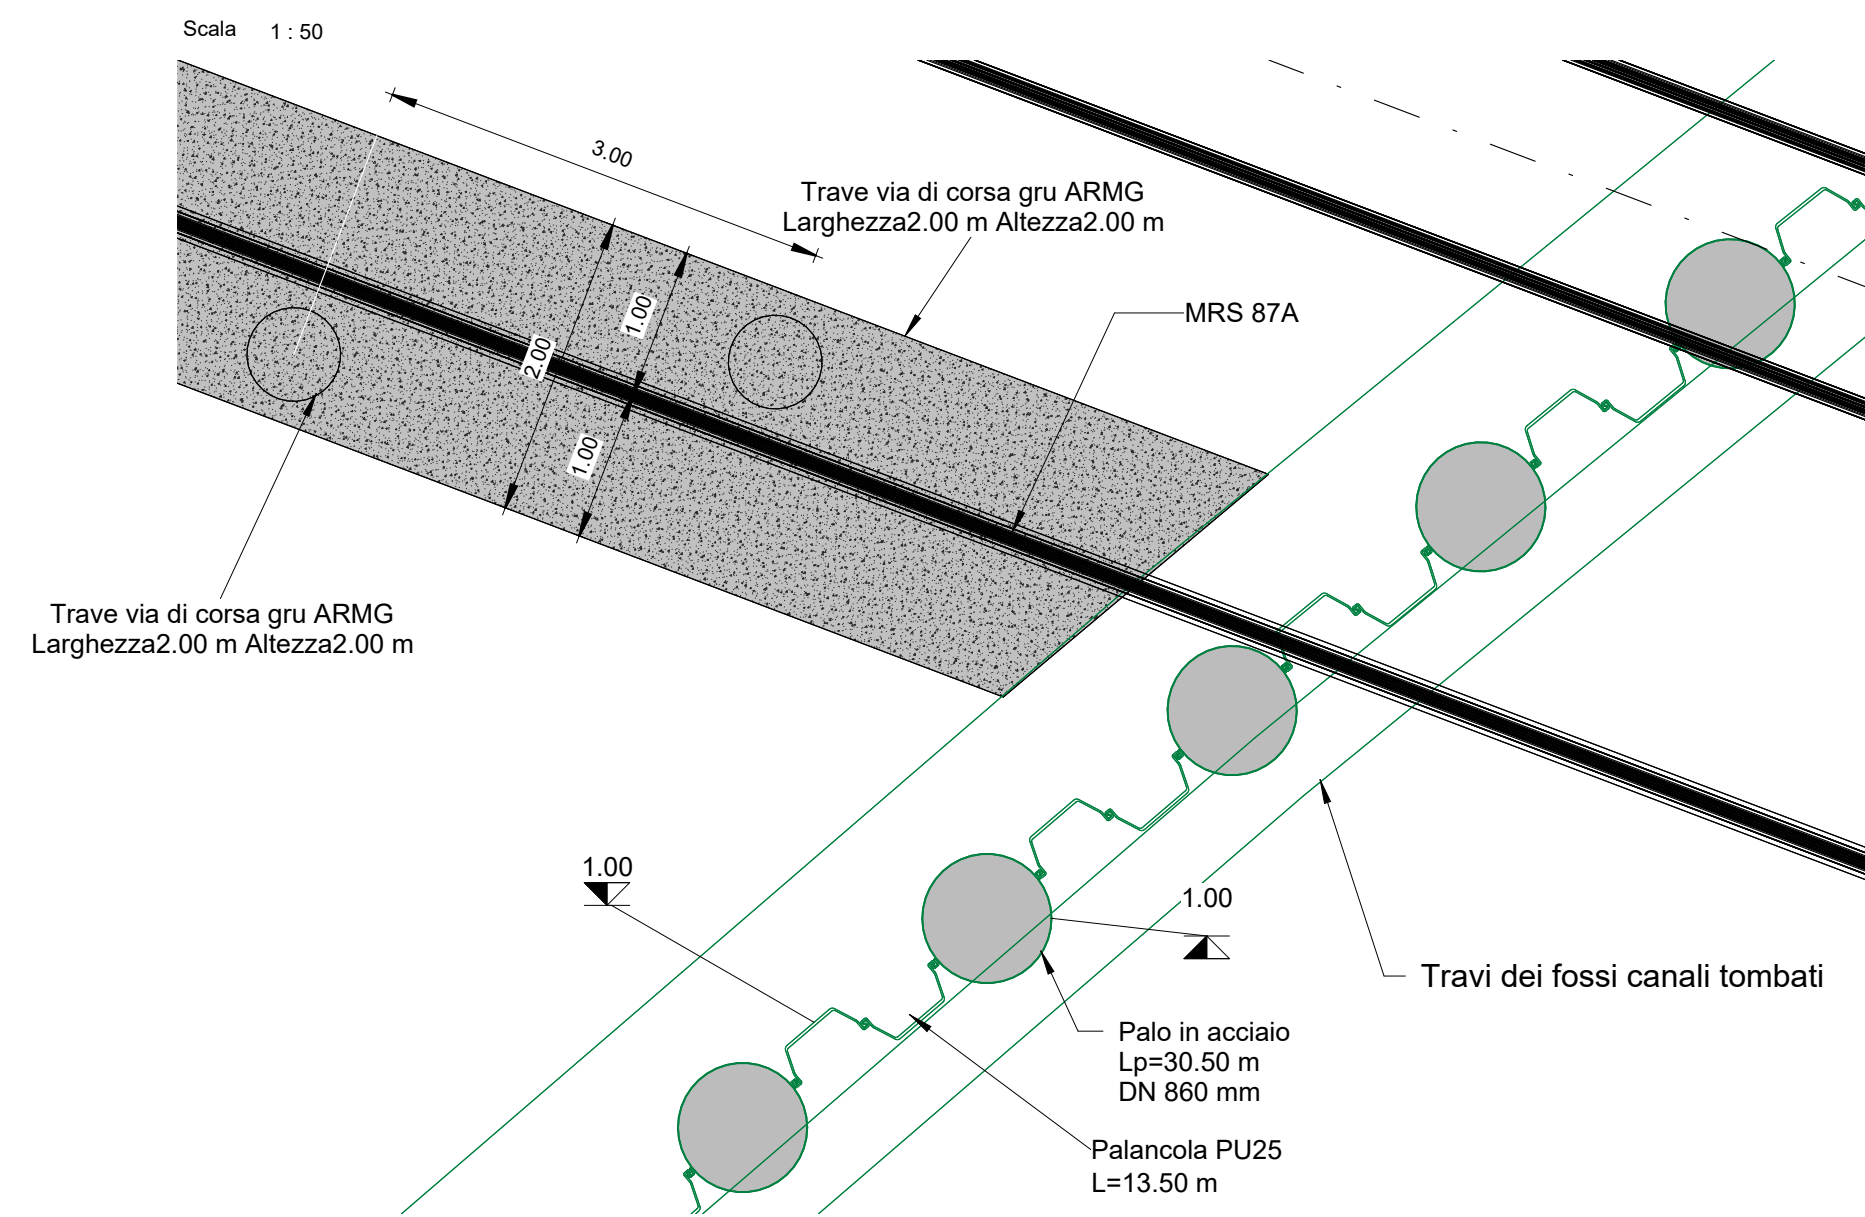 Scala 1 : 50
3.00
Trave via di corsa gru ARMG
Larghezza2.00 m Altezza2.00 m
1.00
2.00
1.00
MRS 87A
Trave via di corsa gru ARMG
Larghezza2.00 m Altezza2.00 m
1.00
1.00
Travi dei fossi canali tombati
Palo in acciaio
Lp=30.50 m
DN 860 mm
Palancola PU25
L=13.50 m